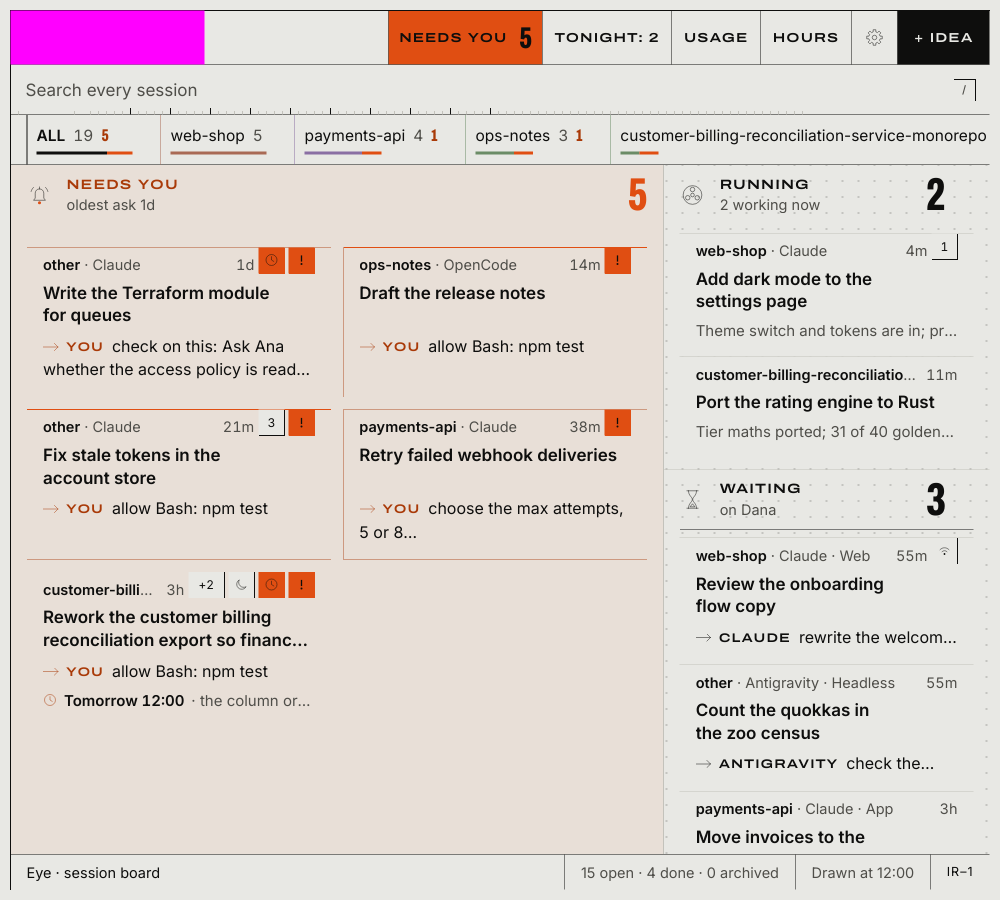 NEEDS YOU 5
TONIGHT: 2
USAGE
HOURS
+ IDEA
Search every session
/
ALL 19 5
web-shop 5
payments-api 4 1
ops-notes 3 1
customer-billing-reconciliation-service-monorepo
NEEDS YOU
oldest ask 1d
5
other · Claude 1d !
Write the Terraform module
for queues
→ YOU check on this: Ask Ana
whether the access policy is read…
ops-notes · OpenCode 14m !
Draft the release notes
→ YOU allow Bash: npm test
other · Claude 21m 3 !
Fix stale tokens in the
account store
→ YOU allow Bash: npm test
payments-api · Claude 38m !
Retry failed webhook deliveries
→ YOU choose the max attempts,
5 or 8…
customer-billi… 3h +2 !
Rework the customer billing
reconciliation export so financ…
→ YOU allow Bash: npm test
Tomorrow 12:00 · the column or…
RUNNING
2 working now
2
web-shop · Claude 4m 1
Add dark mode to the
settings page
Theme switch and tokens are in; pr…
customer-billing-reconciliatio… 11m
Port the rating engine to Rust
Tier maths ported; 31 of 40 golden…
WAITING
on Dana
3
web-shop · Claude · Web 55m
Review the onboarding
flow copy
→ CLAUDE rewrite the welcom…
other · Antigravity · Headless 55m
Count the quokkas in
the zoo census
→ ANTIGRAVITY check the…
payments-api · Claude · App 3h
Move invoices to the
Eye · session board
15 open · 4 done · 0 archived
Drawn at 12:00
IR–1